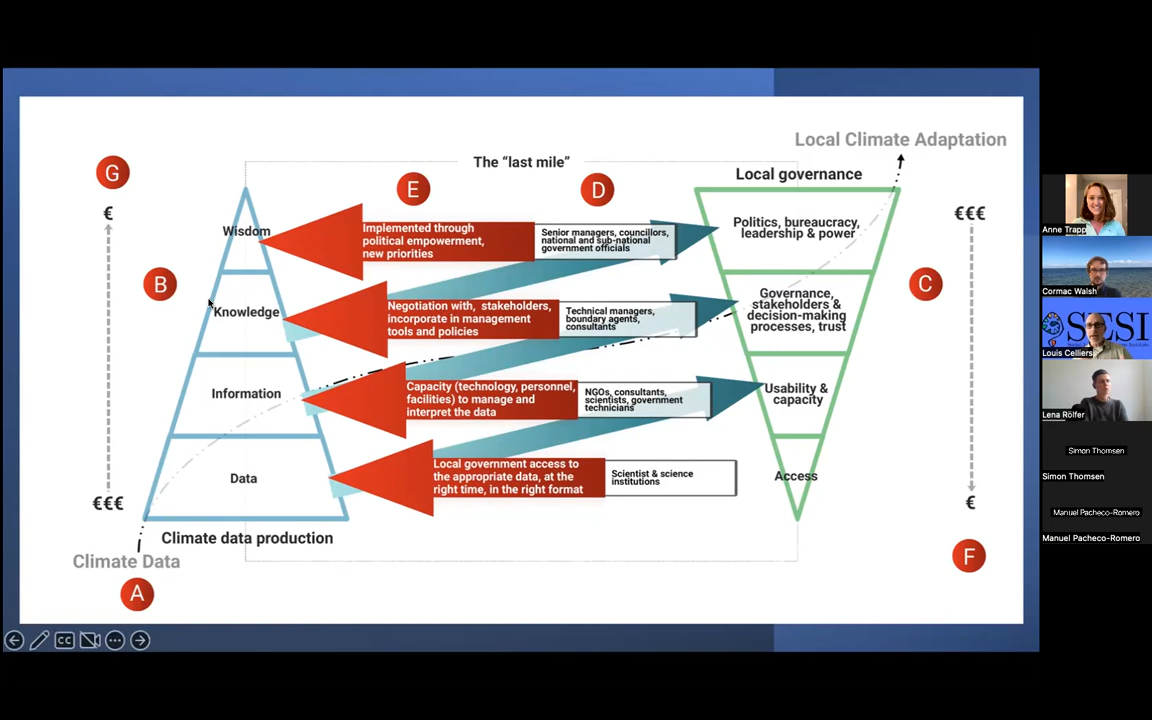 Local Climate Adaptation
The “last mile”
Local governance
G
E
D
€
€€€
Wisdom
Implemented through
political empowerment,
new priorities
Senior managers, councillors,
national and sub-national
government officials
Politics, bureaucracy,
leadership & power
B
C
Knowledge
Negotiation with, stakeholders,
incorporate in management
tools and policies
Technical managers,
boundary agents,
consultants
Governance,
stakeholders &
decision-making
processes, trust
Information
Capacity (technology, personnel,
facilities) to manage and
interpret the data
NGOs, consultants,
scientists, government
technicians
Usability &
capacity
Data
Local government access to
the appropriate data, at the
right time, in the right format
Scientist & science
institutions
Access
€€€
€
Climate data production
Climate Data
A
F
CC
Anne Trapp
Cormac Walsh
SESI
Louis Celliers
Lena Rölfer
Simon Thomsen
Simon Thomsen
Manuel Pacheco-Romero
Manuel Pacheco-Romero